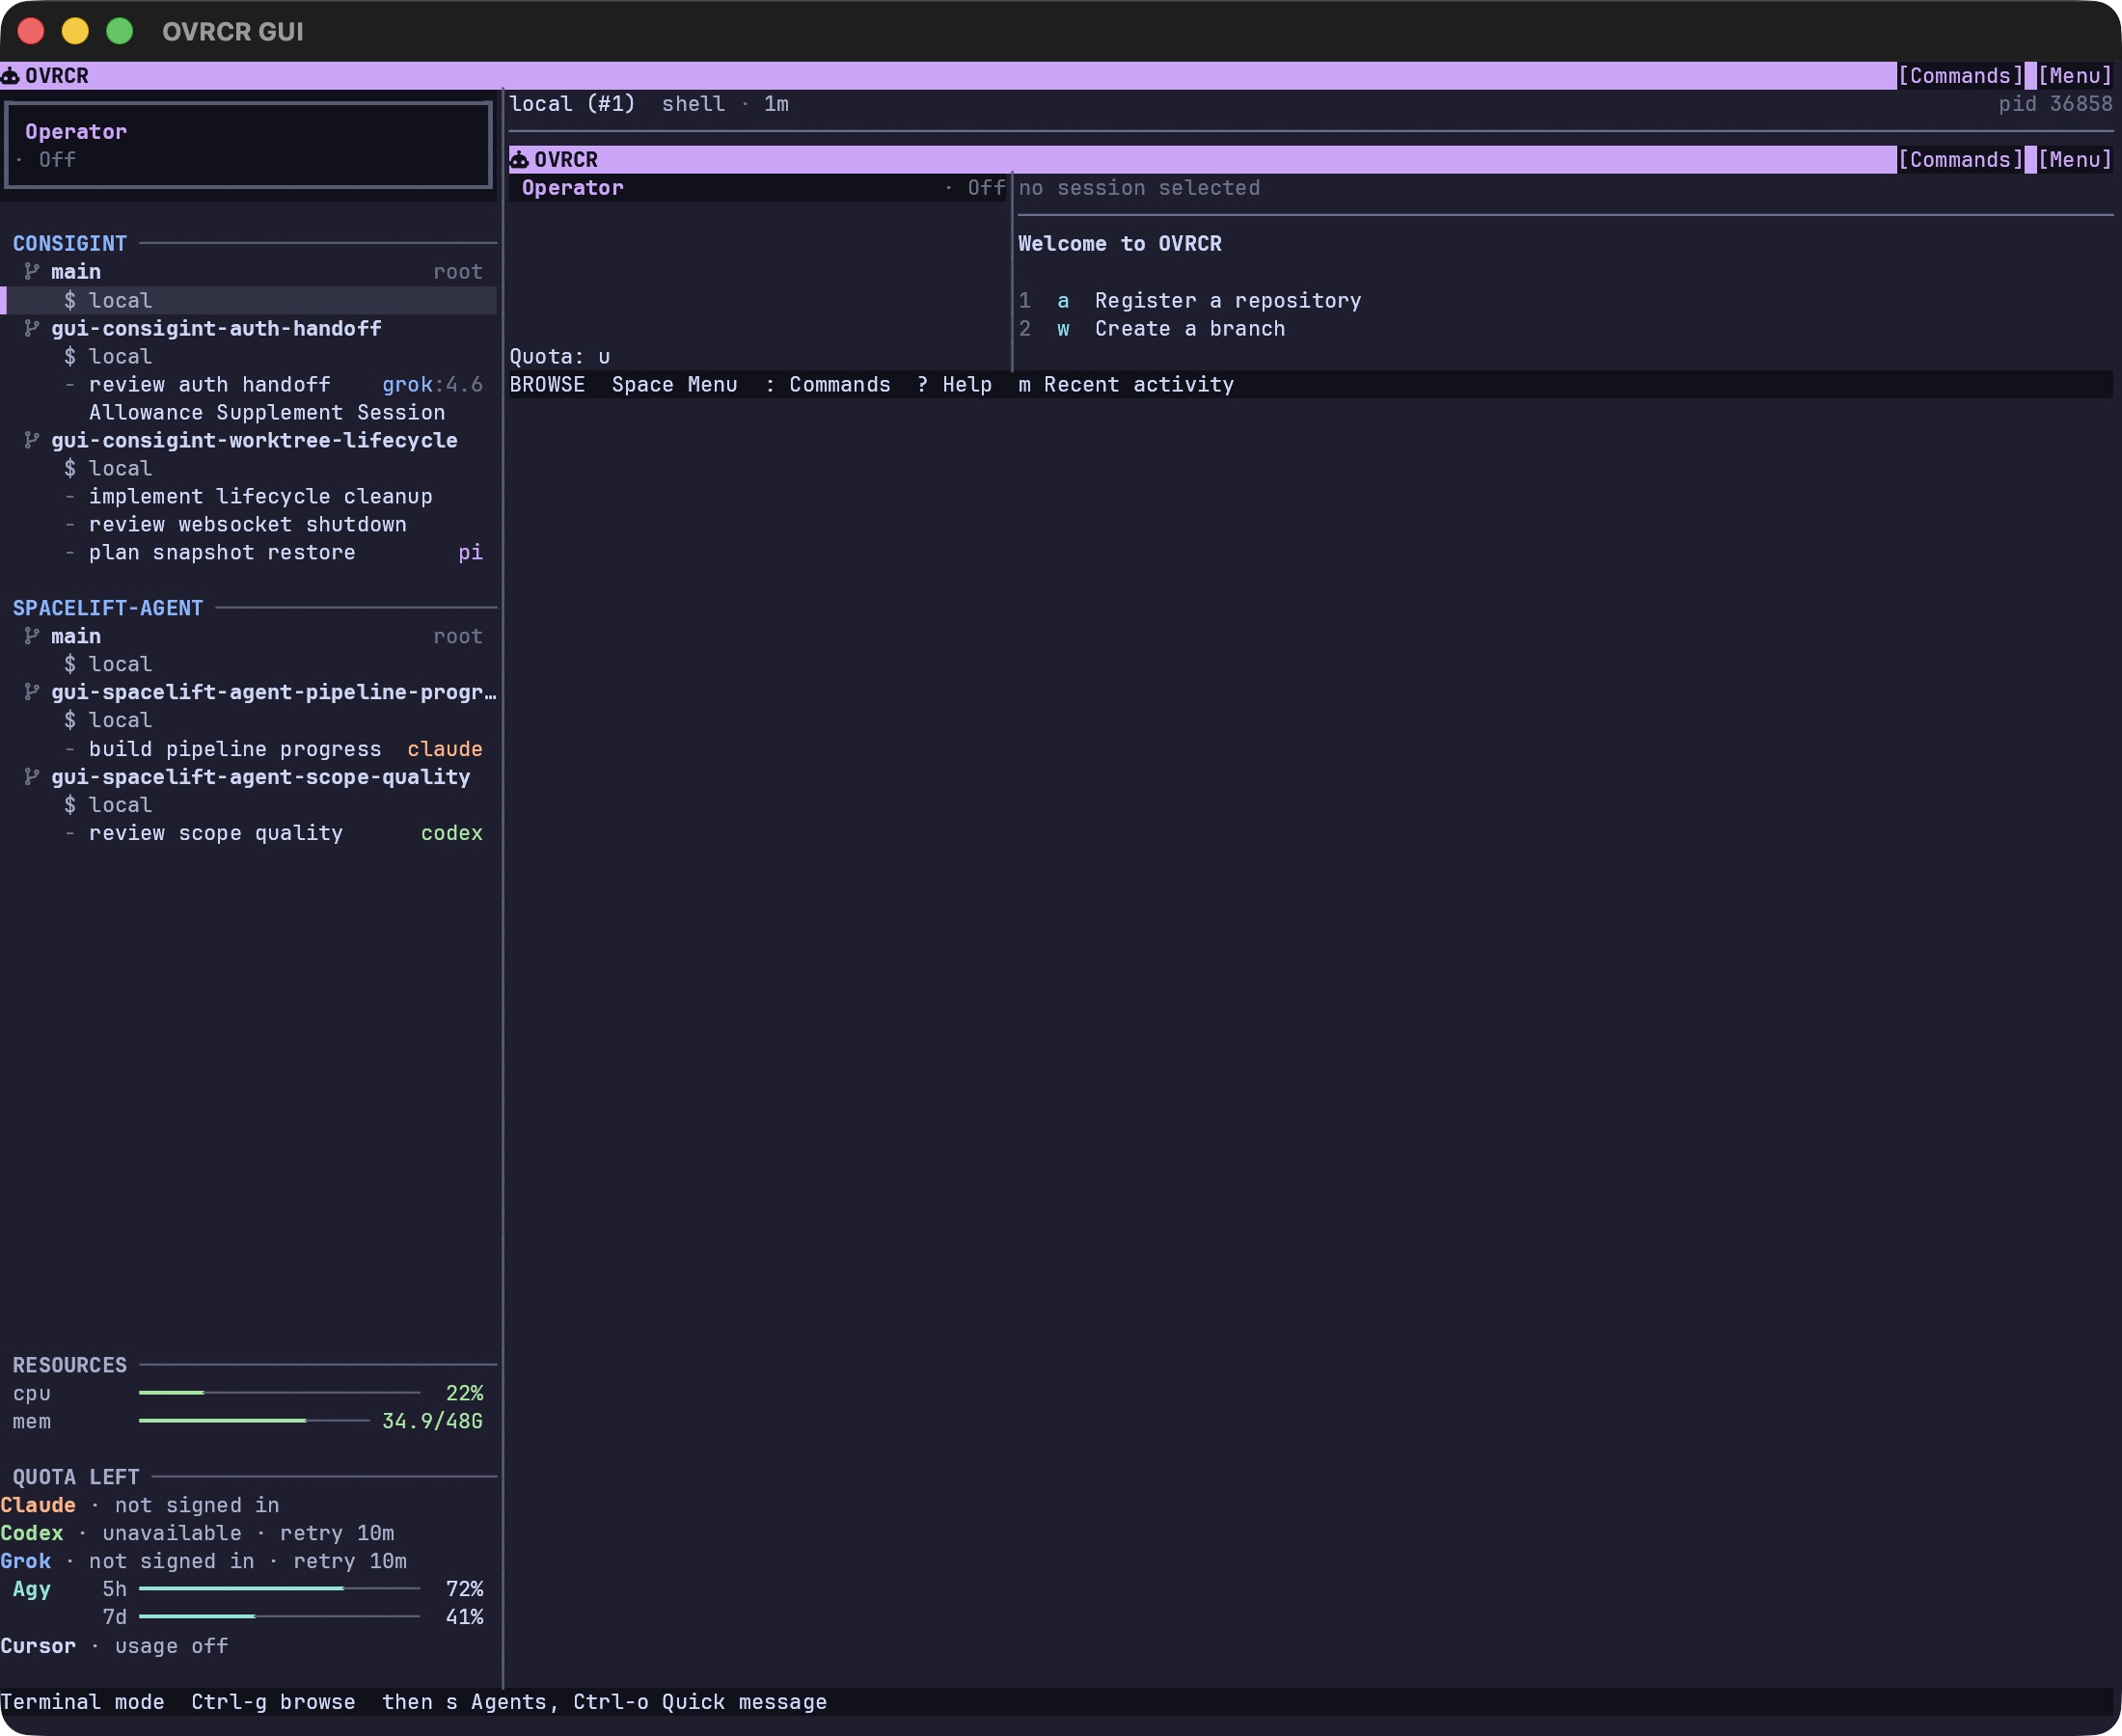 OVRCR GUI
OVRCR [Commands] [Menu]
Operator
· Off
CONSIGINT
main root
$ local
gui-consigint-auth-handoff
$ local
- review auth handoff grok:4.6
Allowance Supplement Session
gui-consigint-worktree-lifecycle
$ local
- implement lifecycle cleanup
- review websocket shutdown
- plan snapshot restore pi
SPACELIFT-AGENT
main root
$ local
gui-spacelift-agent-pipeline-progr…
$ local
- build pipeline progress claude
gui-spacelift-agent-scope-quality
$ local
- review scope quality codex
RESOURCES
cpu 22%
mem 34.9/48G
QUOTA LEFT
Claude · not signed in
Codex · unavailable · retry 10m
Grok · not signed in · retry 10m
Agy 5h 72%
7d 41%
Cursor · usage off
local (#1) shell · 1m pid 36858
OVRCR [Commands] [Menu]
Operator · Off
no session selected
Welcome to OVRCR
1 a Register a repository
2 w Create a branch
Quota: u
BROWSE Space Menu : Commands ? Help m Recent activity
Terminal mode Ctrl-g browse then s Agents, Ctrl-o Quick message